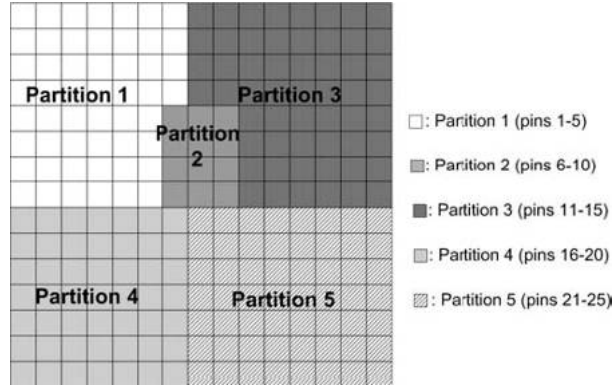 Partition 1
Partition 3
Partition
2
Partition 4
Partition 5
: Partition 1 (pins 1-5)
: Partition 2 (pins 6-10)
: Partition 3 (pins 11-15)
: Partition 4 (pins 16-20)
: Partition 5 (pins 21-25)